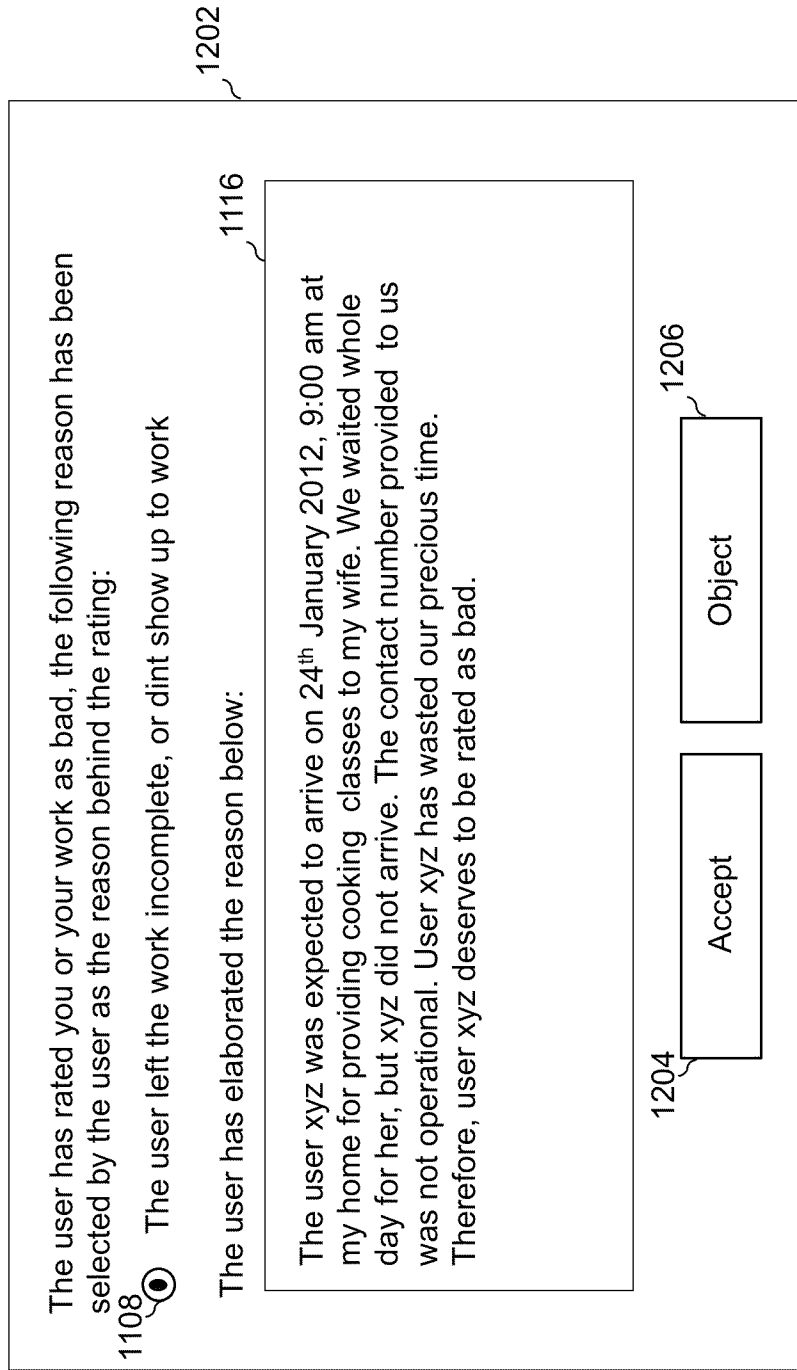 1202
The user has rated you or your work as bad, the following reason has been
selected by the user as the reason behind the rating:
1108
The user left the work incomplete, or dint show up to work
The user has elaborated the reason below:
1116
The user xyz was expected to arrive on 24th January 2012, 9:00 am at
my home for providing cooking classes to my wife. We waited whole
day for her, but xyz did not arrive. The contact number provided to us
was not operational. User xyz has wasted our precious time.
Therefore, user xyz deserves to be rated as bad.
1204
Accept
Object
1206